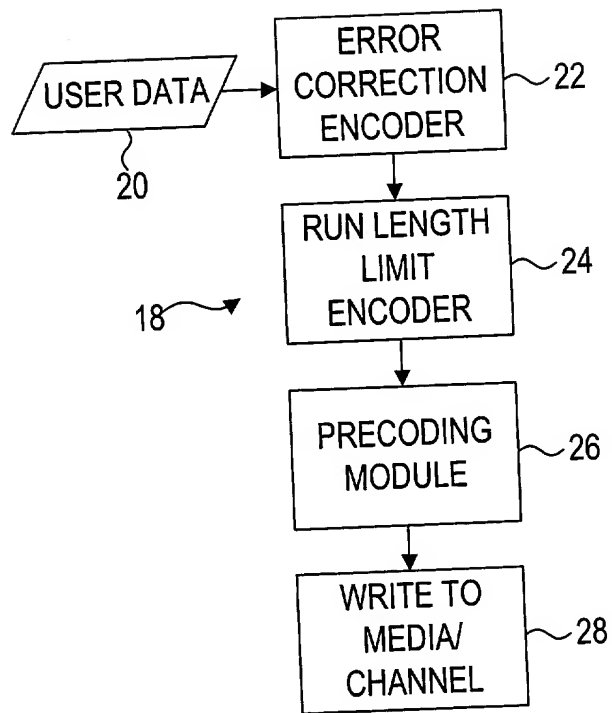 ERROR
CORRECTION
ENCODER
22
USER DATA
20
RUN LENGTH
LIMIT
ENCODER
24
18
PRECODING
MODULE
26
WRITE TO
MEDIA/
CHANNEL
28